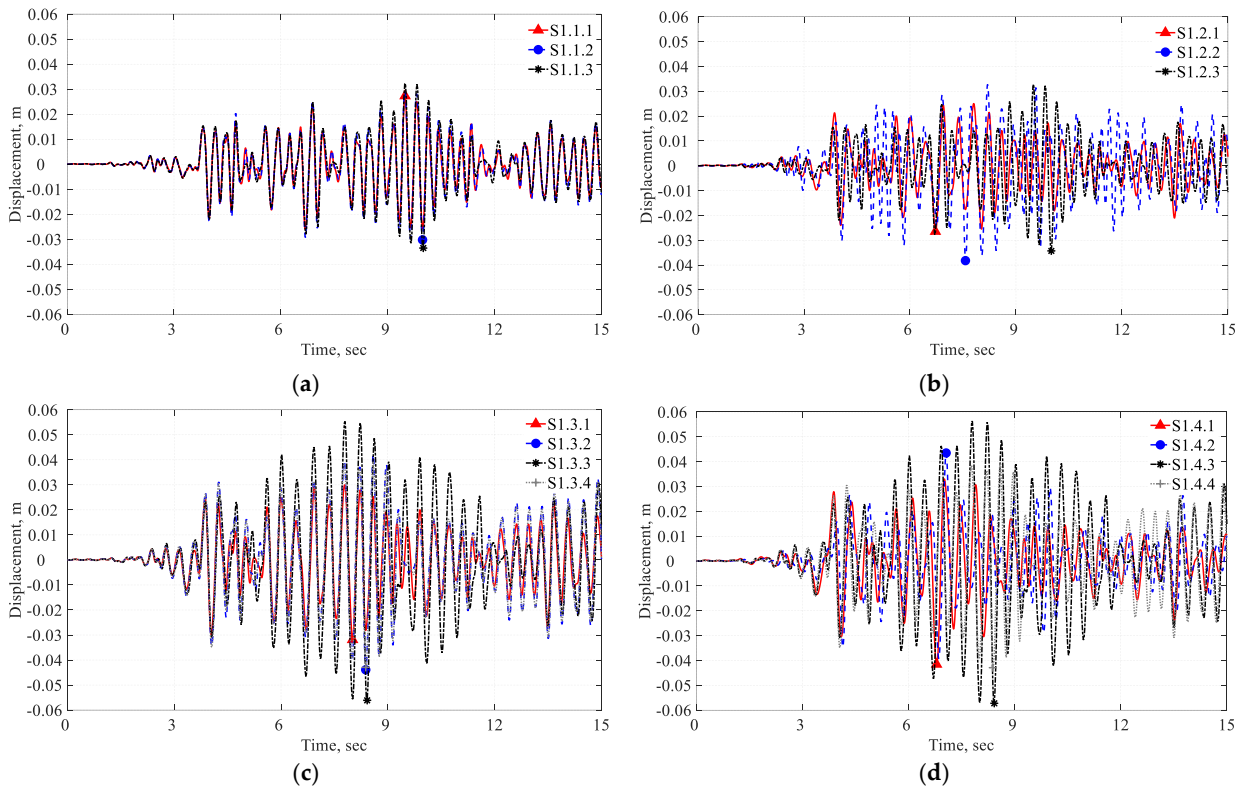 0.06
0.05
0.04
0.03
0.02
0.01
0
-0.01
-0.02
-0.03
-0.04
-0.05
-0.06
Displacement, m
S1.1.1
S1.1.2
S1.1.3
0 3 6 9 12 15
Time, sec
(a)
0.06
0.05
0.04
0.03
0.02
0.01
0
-0.01
-0.02
-0.03
-0.04
-0.05
-0.06
Displacement, m
S1.2.1
S1.2.2
S1.2.3
0 3 6 9 12 15
Time, sec
(b)
0.06
0.05
0.04
0.03
0.02
0.01
0
-0.01
-0.02
-0.03
-0.04
-0.05
-0.06
Displacement, m
S1.3.1
S1.3.2
S1.3.3
S1.3.4
0 3 6 9 12 15
Time, sec
(c)
0.06
0.05
0.04
0.03
0.02
0.01
0
-0.01
-0.02
-0.03
-0.04
-0.05
-0.06
Displacement, m
S1.4.1
S1.4.2
S1.4.3
S1.4.4
0 3 6 9 12 15
Time, sec
(d)